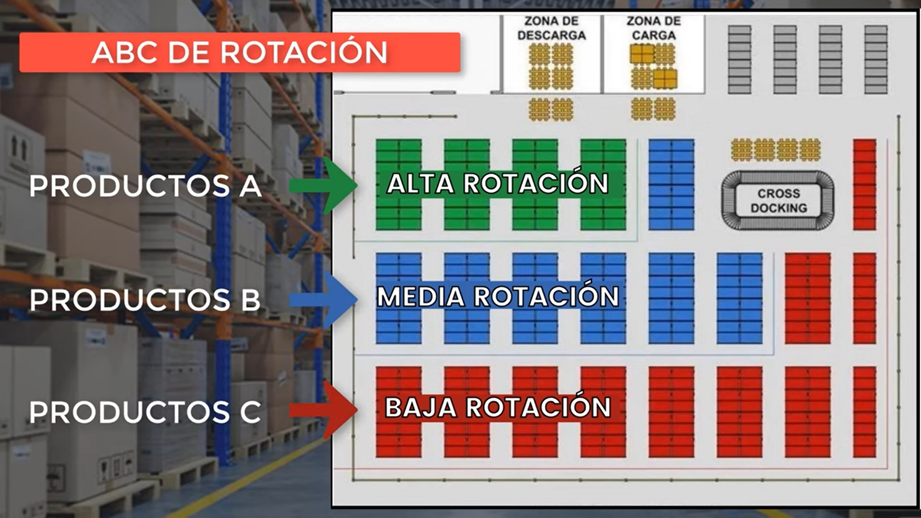 ABC DE ROTACIÓN
ZONA DE
DESCARGA
ZONA DE
CARGA
PRODUCTOS A
ALTA ROTACIÓN
CROSS
DOCKING
PRODUCTOS B
MEDIA ROTACIÓN
PRODUCTOS C
BAJA ROTACIÓN